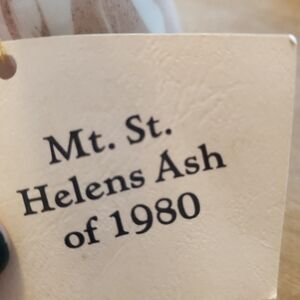 Mt. St.
Helens Ash
of 1980